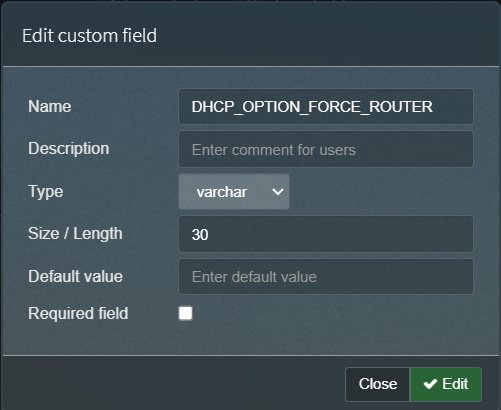 Edit custom field
Name DHCP_OPTION_FORCE_ROUTER
Description Enter comment for users
Type varchar
Size / Length 30
Default value Enter default value
Required field
Close Edit